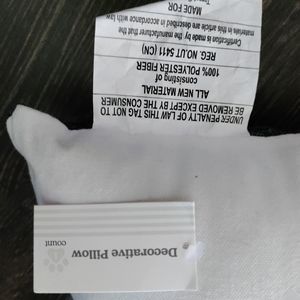 UNDER PENALTY OF LAW THIS TAG NOT TO
BE REMOVED EXCEPT BY THE CONSUMER
ALL NEW MATERIAL
consisting of
100% POLYESTER FIBER
REG. NO.UT 5411 (CN)
Certification is made by the manufacturer that the
materials in this article are described in accordance with law
MADE FOR
Decorative Pillow
1
count